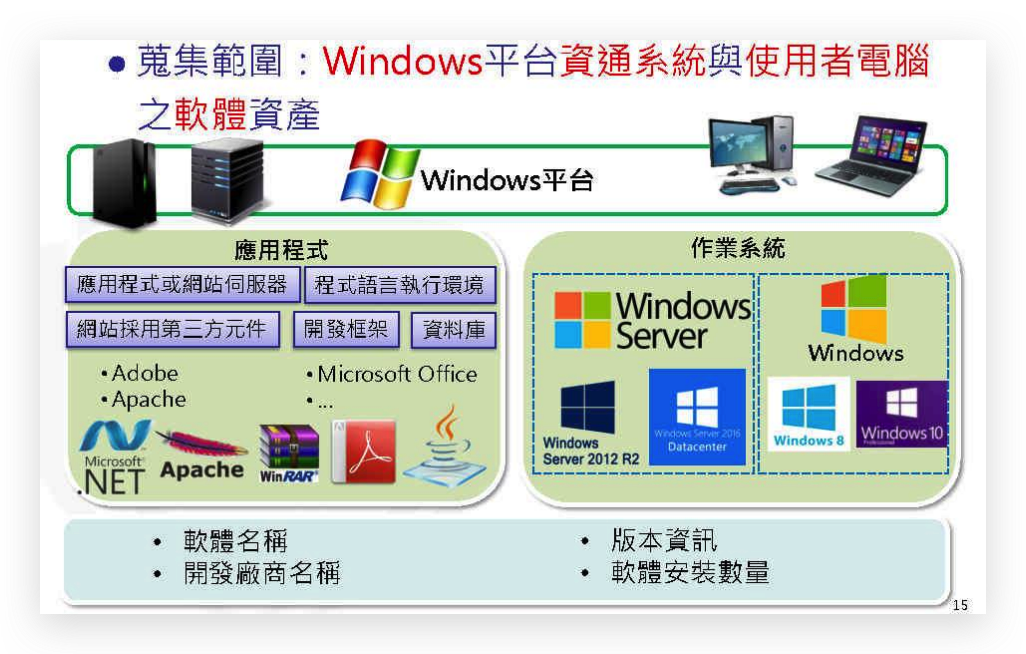 • 蒐集範圍：Windows平台資通系統與使用者電腦
之軟體資產
Windows平台
應用程式
應用程式或網站伺服器
程式語言執行環境
網站採用第三方元件
開發框架
資料庫
•Adobe
•Apache
•Microsoft Office
•...
Microsoft
.NET
Apache
WinRAR
作業系統
Windows
Server
Windows
Server 2012 R2
Windows Server 2016
Datacenter
Windows
Windows 8
Windows 10
Professional
• 軟體名稱
• 開發廠商名稱
• 版本資訊
• 軟體安裝數量
15